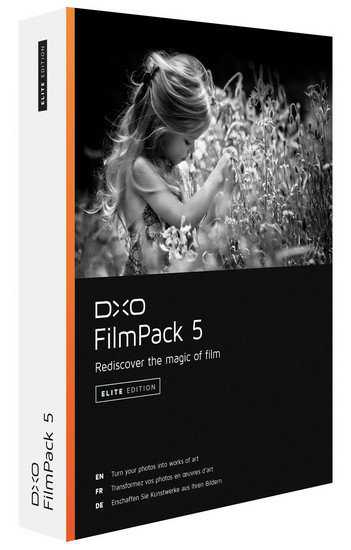 ELITE EDITION
DXO
FilmPack 5
DXO
FilmPack 5
Rediscover the magic of film
ELITE EDITION
EN Turn your photos into works of art
FR Transformez vos photos en œuvres d'art
DE Erschaffen Sie Kunstwerke aus Ihren Bildern